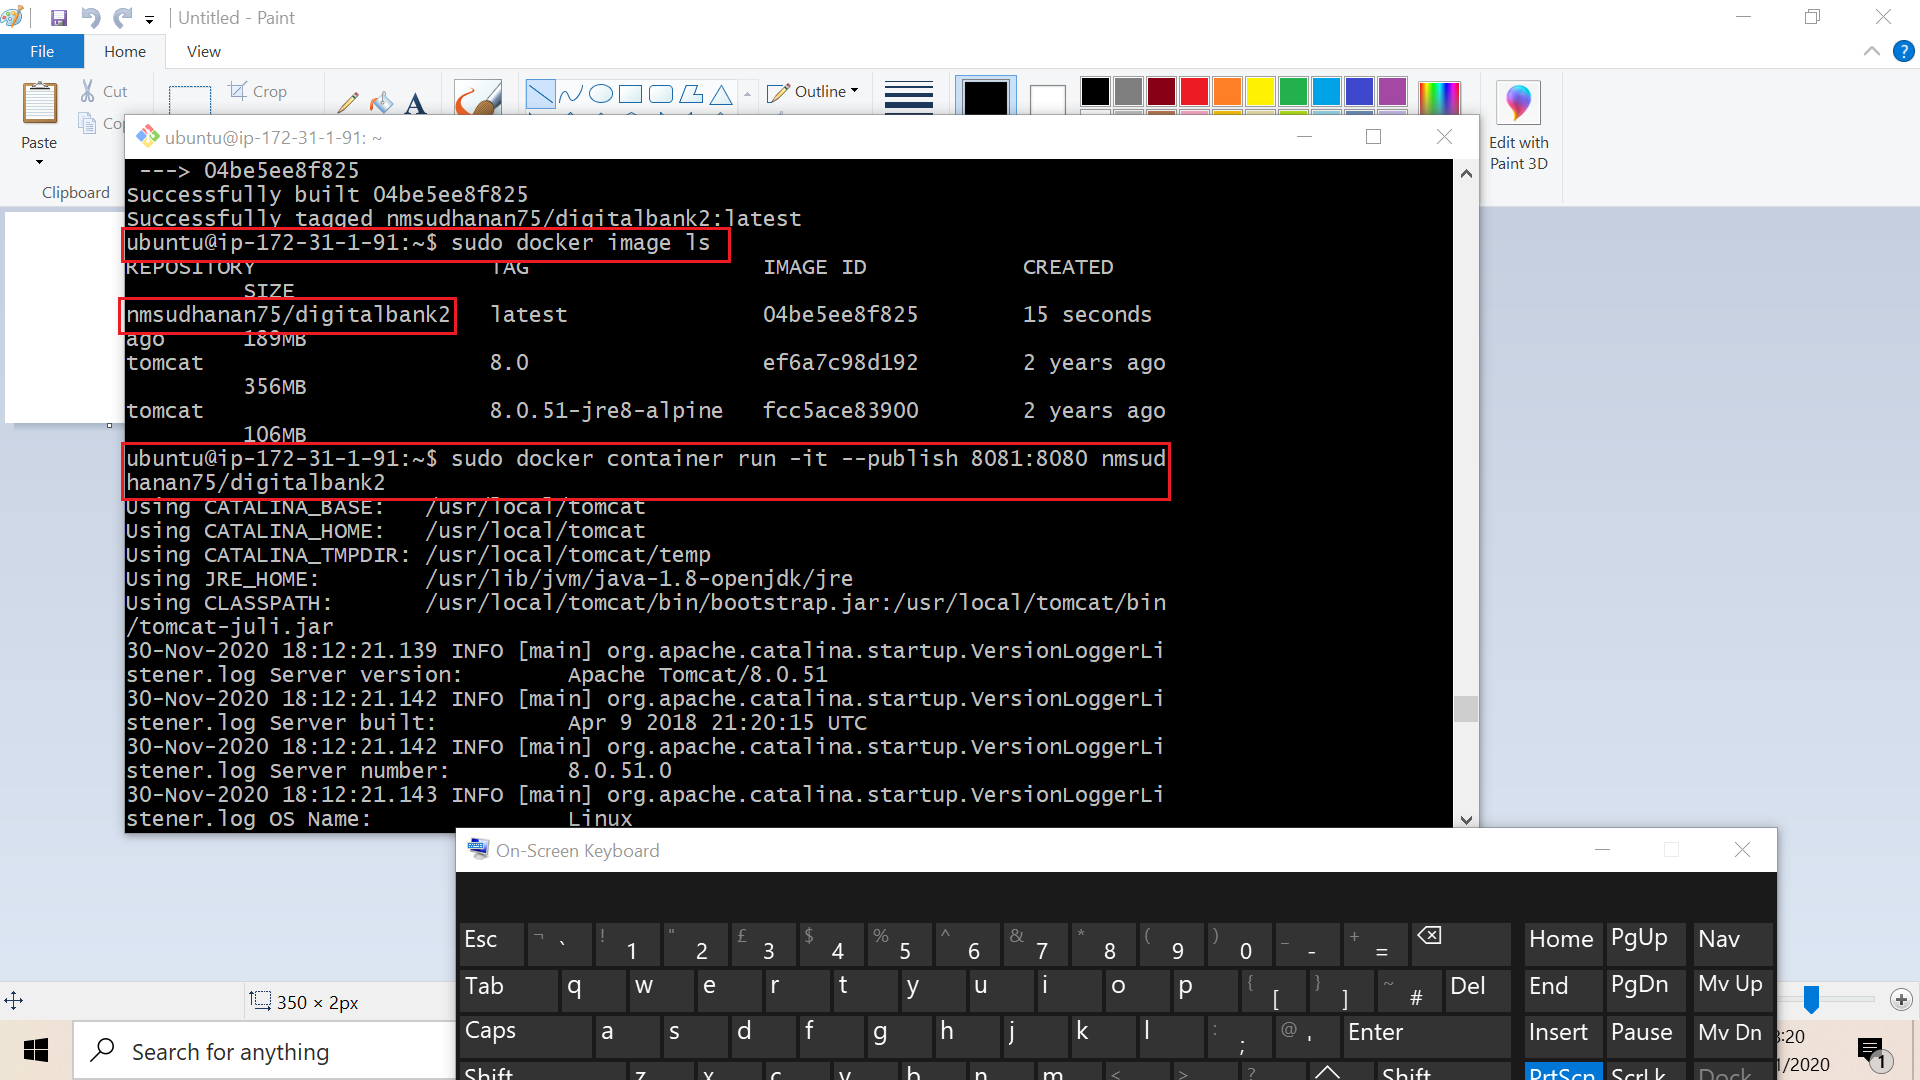 Untitled - Paint
File Home View
Cut
Crop
Outline
Paste
Edit with
Paint 3D
Clipboard
ubuntu@ip-172-31-1-91: ~
---> 04be5ee8f825
Successfully built 04be5ee8f825
Successfully tagged nmsudhanan75/digitalbank2:latest
ubuntu@ip-172-31-1-91:~$ sudo docker image ls
REPOSITORY TAG IMAGE ID CREATED
SIZE
nmsudhanan75/digitalbank2 latest 04be5ee8f825 15 seconds
ago 189MB
tomcat 8.0 ef6a7c98d192 2 years ago
356MB
tomcat 8.0.51-jre8-alpine fcc5ace83900 2 years ago
106MB
ubuntu@ip-172-31-1-91:~$ sudo docker container run -it --publish 8081:8080 nmsud
hanan75/digitalbank2
Using CATALINA_BASE: /usr/local/tomcat
Using CATALINA_HOME: /usr/local/tomcat
Using CATALINA_TMPDIR: /usr/local/tomcat/temp
Using JRE_HOME: /usr/lib/jvm/java-1.8-openjdk/jre
Using CLASSPATH: /usr/local/tomcat/bin/bootstrap.jar:/usr/local/tomcat/bin
/tomcat-juli.jar
30-Nov-2020 18:12:21.139 INFO [main] org.apache.catalina.startup.VersionLoggerLi
stener.log Server version: Apache Tomcat/8.0.51
30-Nov-2020 18:12:21.142 INFO [main] org.apache.catalina.startup.VersionLoggerLi
stener.log Server built: Apr 9 2018 21:20:15 UTC
30-Nov-2020 18:12:21.142 INFO [main] org.apache.catalina.startup.VersionLoggerLi
stener.log Server number: 8.0.51.0
30-Nov-2020 18:12:21.143 INFO [main] org.apache.catalina.startup.VersionLoggerLi
stener.log OS Name: Linux
On-Screen Keyboard
Esc ¬ ` ! 1 " 2 £ 3 $ 4 % 5 ^ 6 & 7 * 8 ( 9 ) 0 _ - + = Home PgUp Nav
Tab q w e r t y u i o p { [ } ] ~ # Del End PgDn Mv Up
Caps a s d f g h j k l : ; @ ' Enter Insert Pause Mv Dn
Shift z x c v b n m < > ? Shift PrtScn ScrLk Dock
350 × 2px
Search for anything
:20
/2020
1